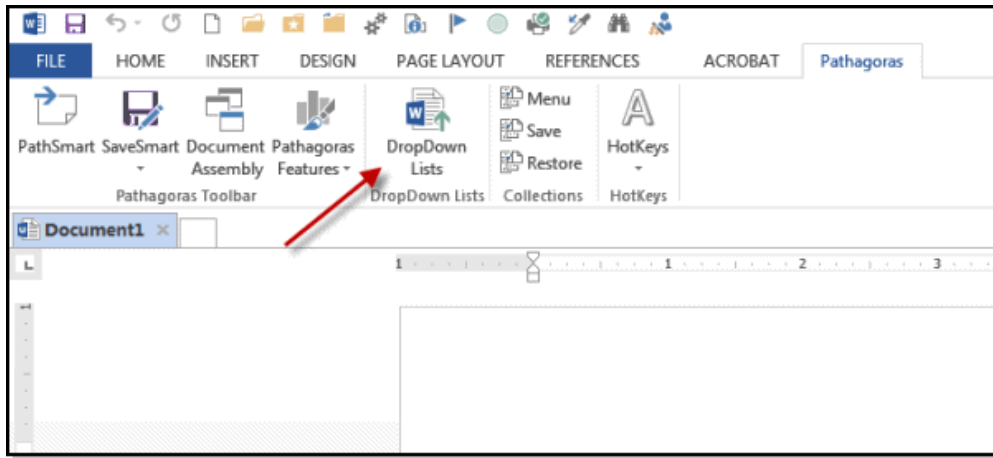 FILE HOME INSERT DESIGN PAGE LAYOUT REFERENCES ACROBAT Pathagoras
PathSmart SaveSmart Document Assembly Pathagoras Features DropDown Lists Menu Save Restore HotKeys
Pathagoras Toolbar DropDown Lists Collections HotKeys
Document1
1 1 2 3
1